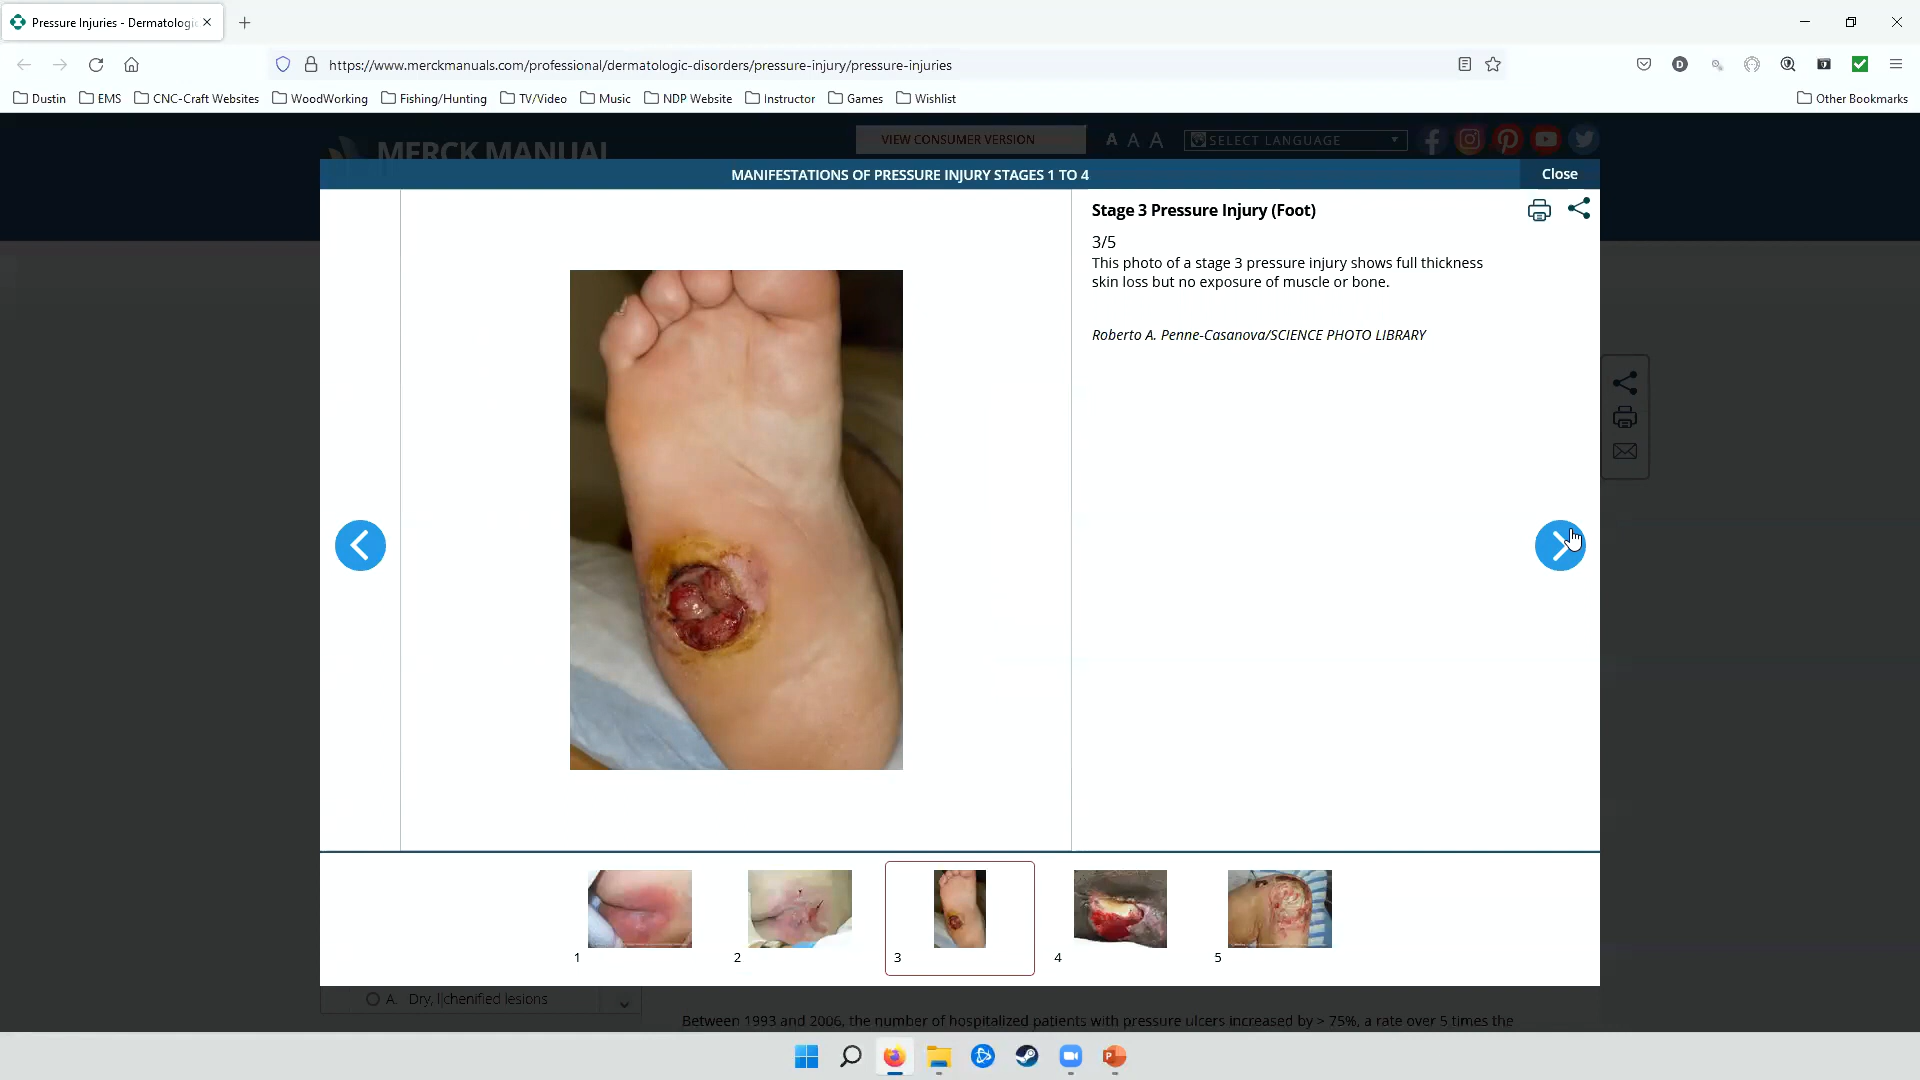 Pressure Injuries - Dermatologic
https://www.merckmanuals.com/professional/dermatologic-disorders/pressure-injury/pressure-injuries
Dustin EMS CNC-Craft Websites WoodWorking Fishing/Hunting TV/Video Music NDP Website Instructor Games Wishlist Other Bookmarks
MERCK MANUAL VIEW CONSUMER VERSION A A A SELECT LANGUAGE
MANIFESTATIONS OF PRESSURE INJURY STAGES 1 TO 4 Close
Stage 3 Pressure Injury (Foot)
3/5
This photo of a stage 3 pressure injury shows full thickness
skin loss but no exposure of muscle or bone.
Roberto A. Penne-Casanova/SCIENCE PHOTO LIBRARY
1 2 3 4 5
A. Dry, lichenified lesions
Between 1993 and 2006, the number of hospitalized patients with pressure ulcers increased by > 75%, a rate over 5 times the